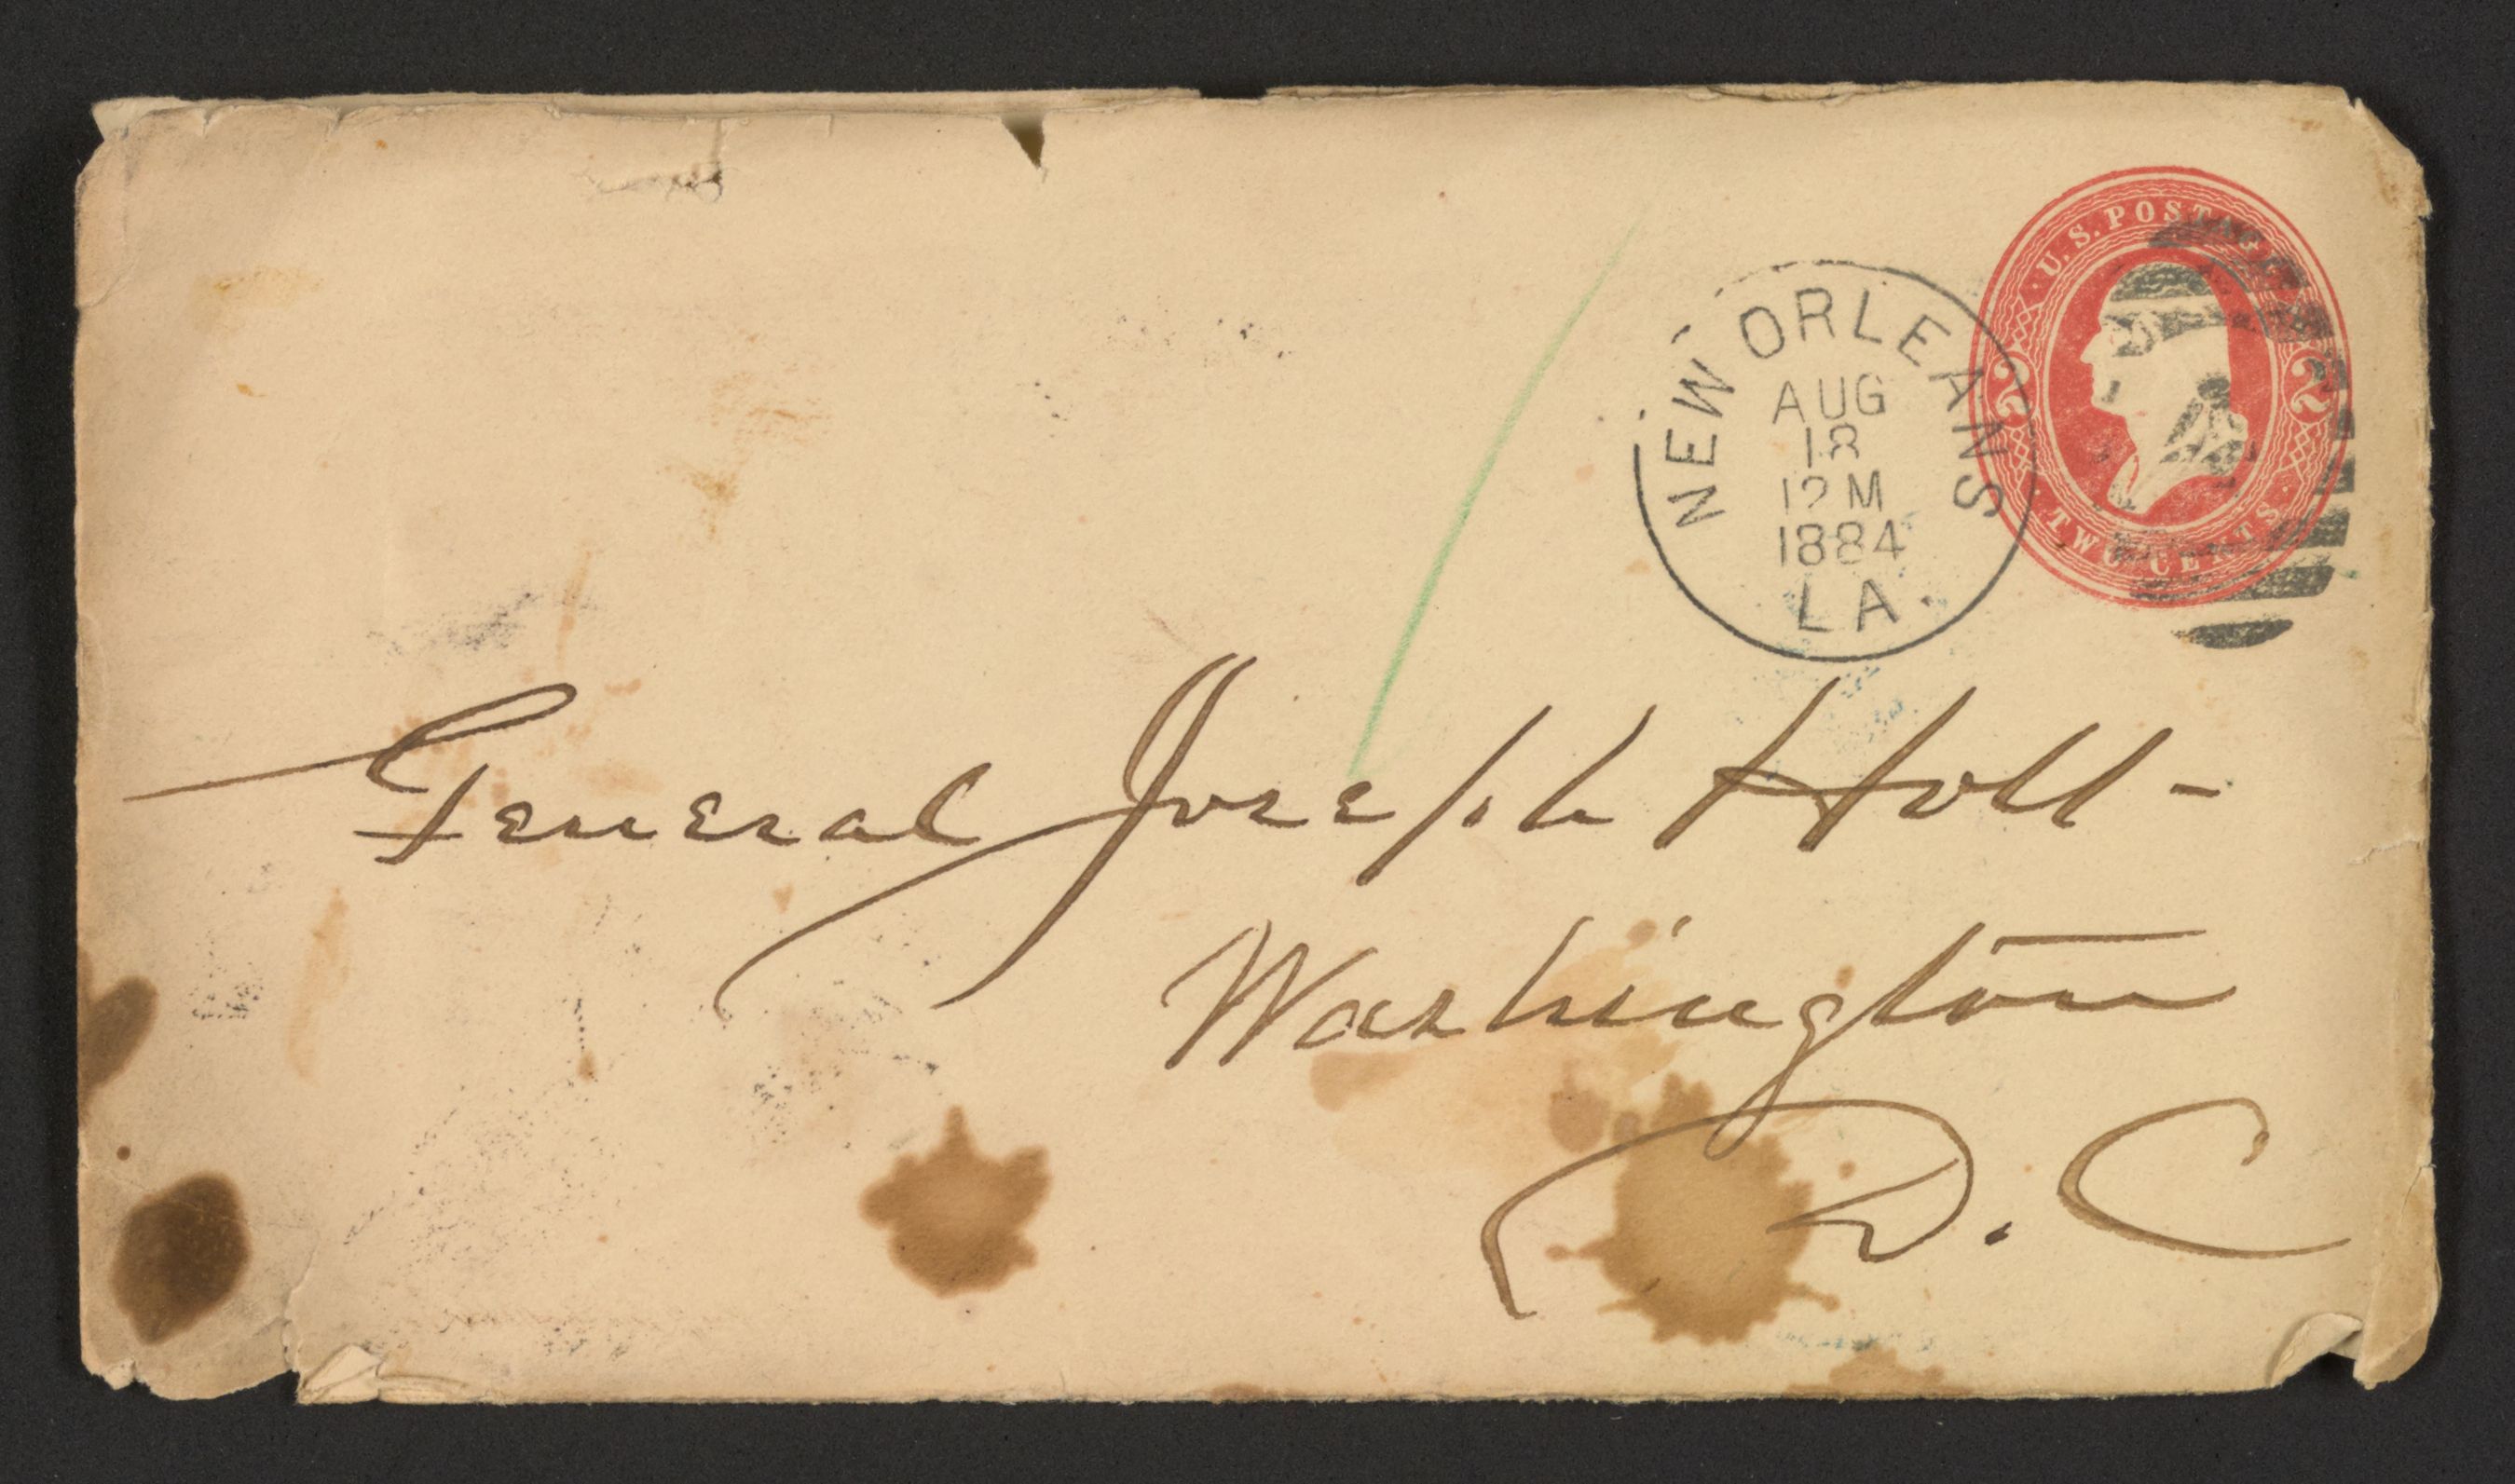 U.S. POSTAGE
2 2
TWO CENTS
NEW ORLEANS
AUG
18
12 M
1884
LA.
General Joseph Holt-
Washington
D. C